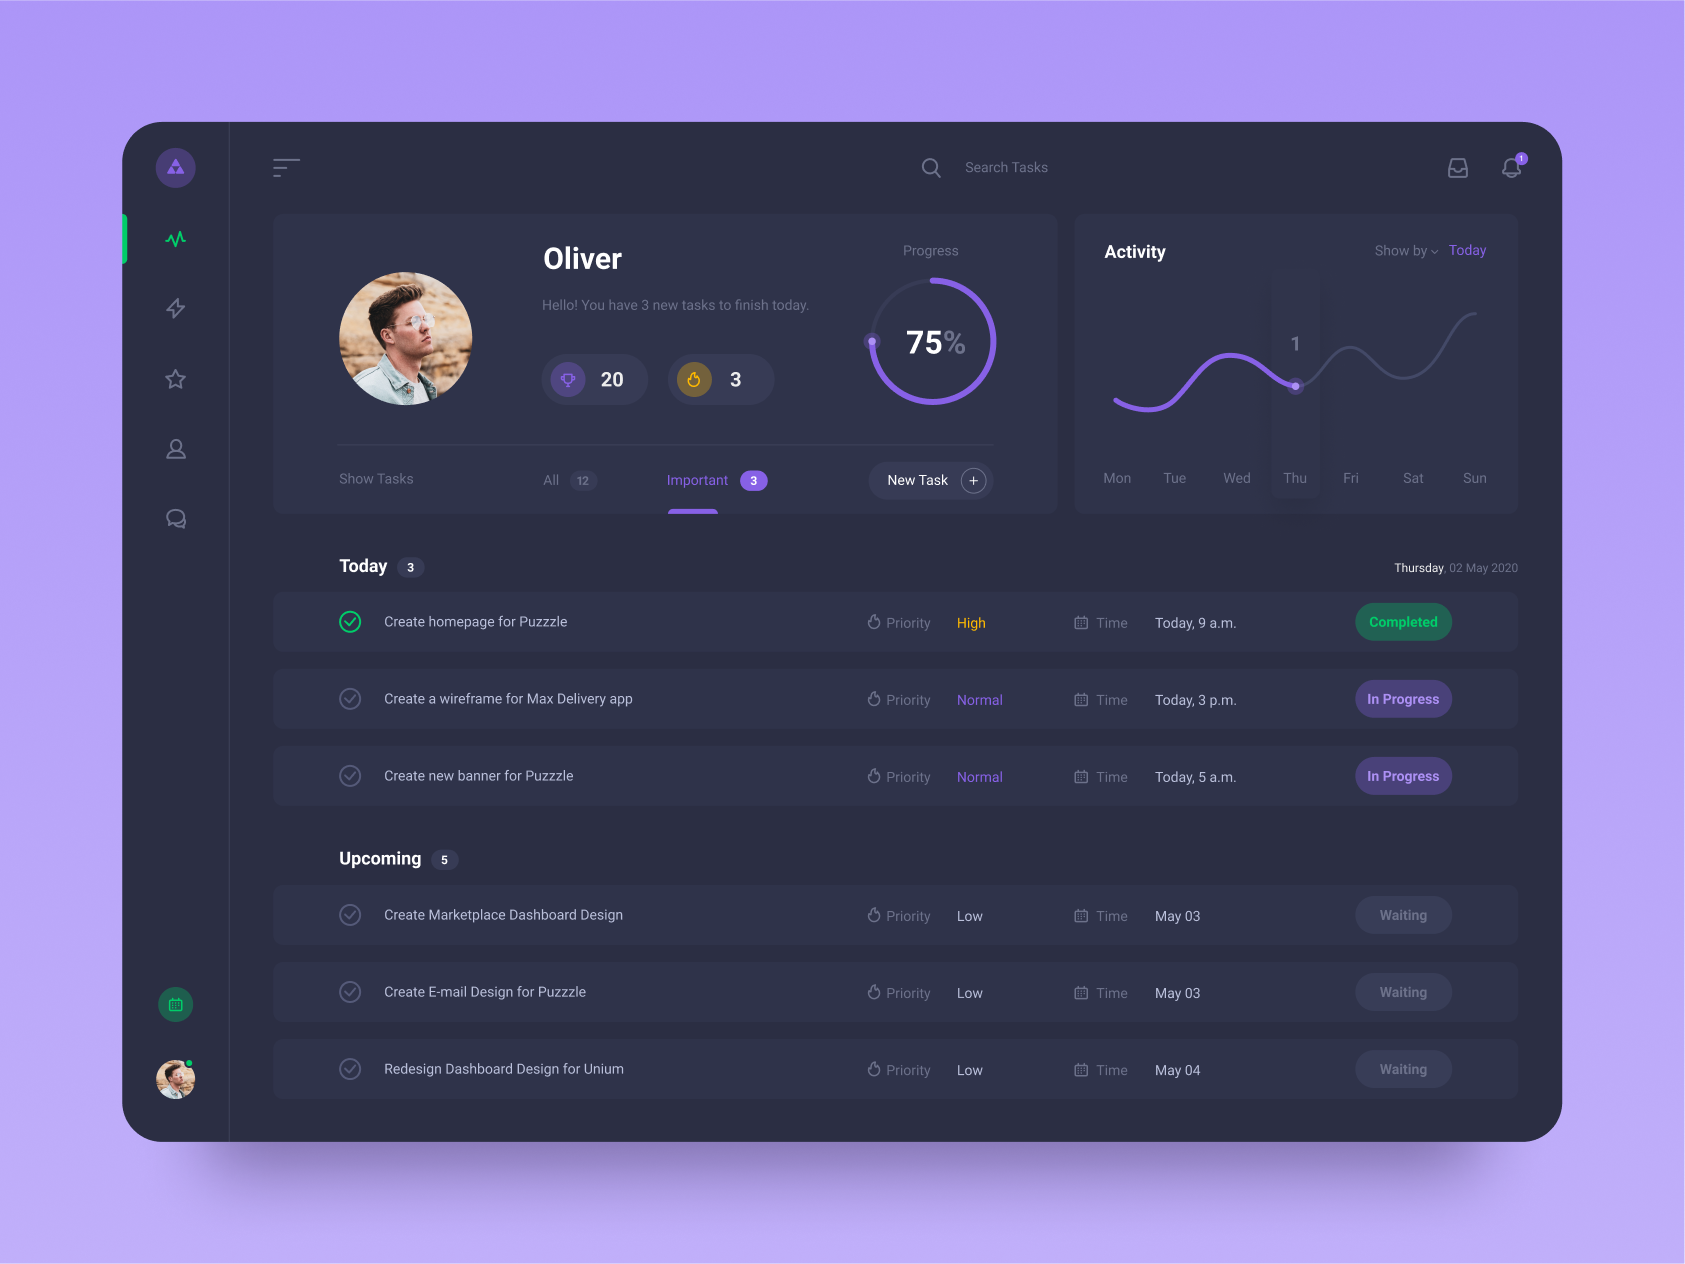 Search Tasks
1
Oliver
Hello! You have 3 new tasks to finish today.
20
3
Progress
75%
Show Tasks
All 12
Important 3
New Task +
Activity
Show by Today
1
Mon Tue Wed Thu Fri Sat Sun
Today 3
Thursday, 02 May 2020
Create homepage for Puzzzle Priority High Time Today, 9 a.m. Completed
Create a wireframe for Max Delivery app Priority Normal Time Today, 3 p.m. In Progress
Create new banner for Puzzzle Priority Normal Time Today, 5 a.m. In Progress
Upcoming 5
Create Marketplace Dashboard Design Priority Low Time May 03 Waiting
Create E-mail Design for Puzzzle Priority Low Time May 03 Waiting
Redesign Dashboard Design for Unium Priority Low Time May 04 Waiting